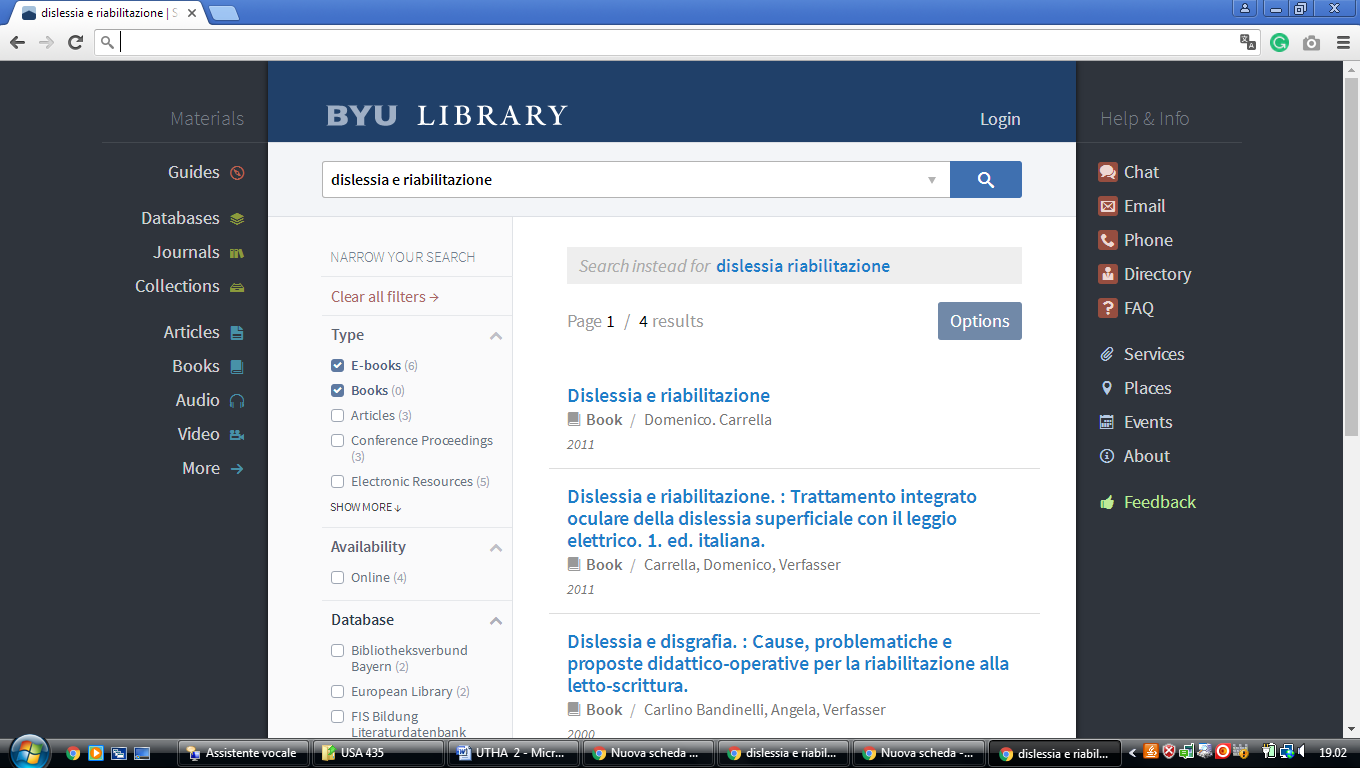 dislessia e riabilitazione | S
BYU LIBRARY
Login
Materials
Guides
Databases
Journals
Collections
Articles
Books
Audio
Video
More
dislessia e riabilitazione
NARROW YOUR SEARCH
Clear all filters →
Type
E-books (6)
Books (0)
Articles (3)
Conference Proceedings
(3)
Electronic Resources (5)
SHOW MORE ↓
Availability
Online (4)
Database
Bibliotheksverbund
Bayern (2)
European Library (2)
FIS Bildung
Literaturdatenbank
Search instead for dislessia riabilitazione
Page 1 / 4 results
Options
Dislessia e riabilitazione
Book / Domenico. Carrella
2011
Dislessia e riabilitazione. : Trattamento integrato
oculare della dislessia superficiale con il leggio
elettrico. 1. ed. italiana.
Book / Carrella, Domenico, Verfasser
2011
Dislessia e disgrafia. : Cause, problematiche e
proposte didattico-operative per la riabilitazione alla
letto-scrittura.
Book / Carlino Bandinelli, Angela, Verfasser
2000
Help & Info
Chat
Email
Phone
Directory
FAQ
Services
Places
Events
About
Feedback
Assistente vocale
USA 435
UTHA 2 - Micr...
Nuova scheda ...
dislessia e riabil...
Nuova scheda -...
dislessia e riabil...
19.02